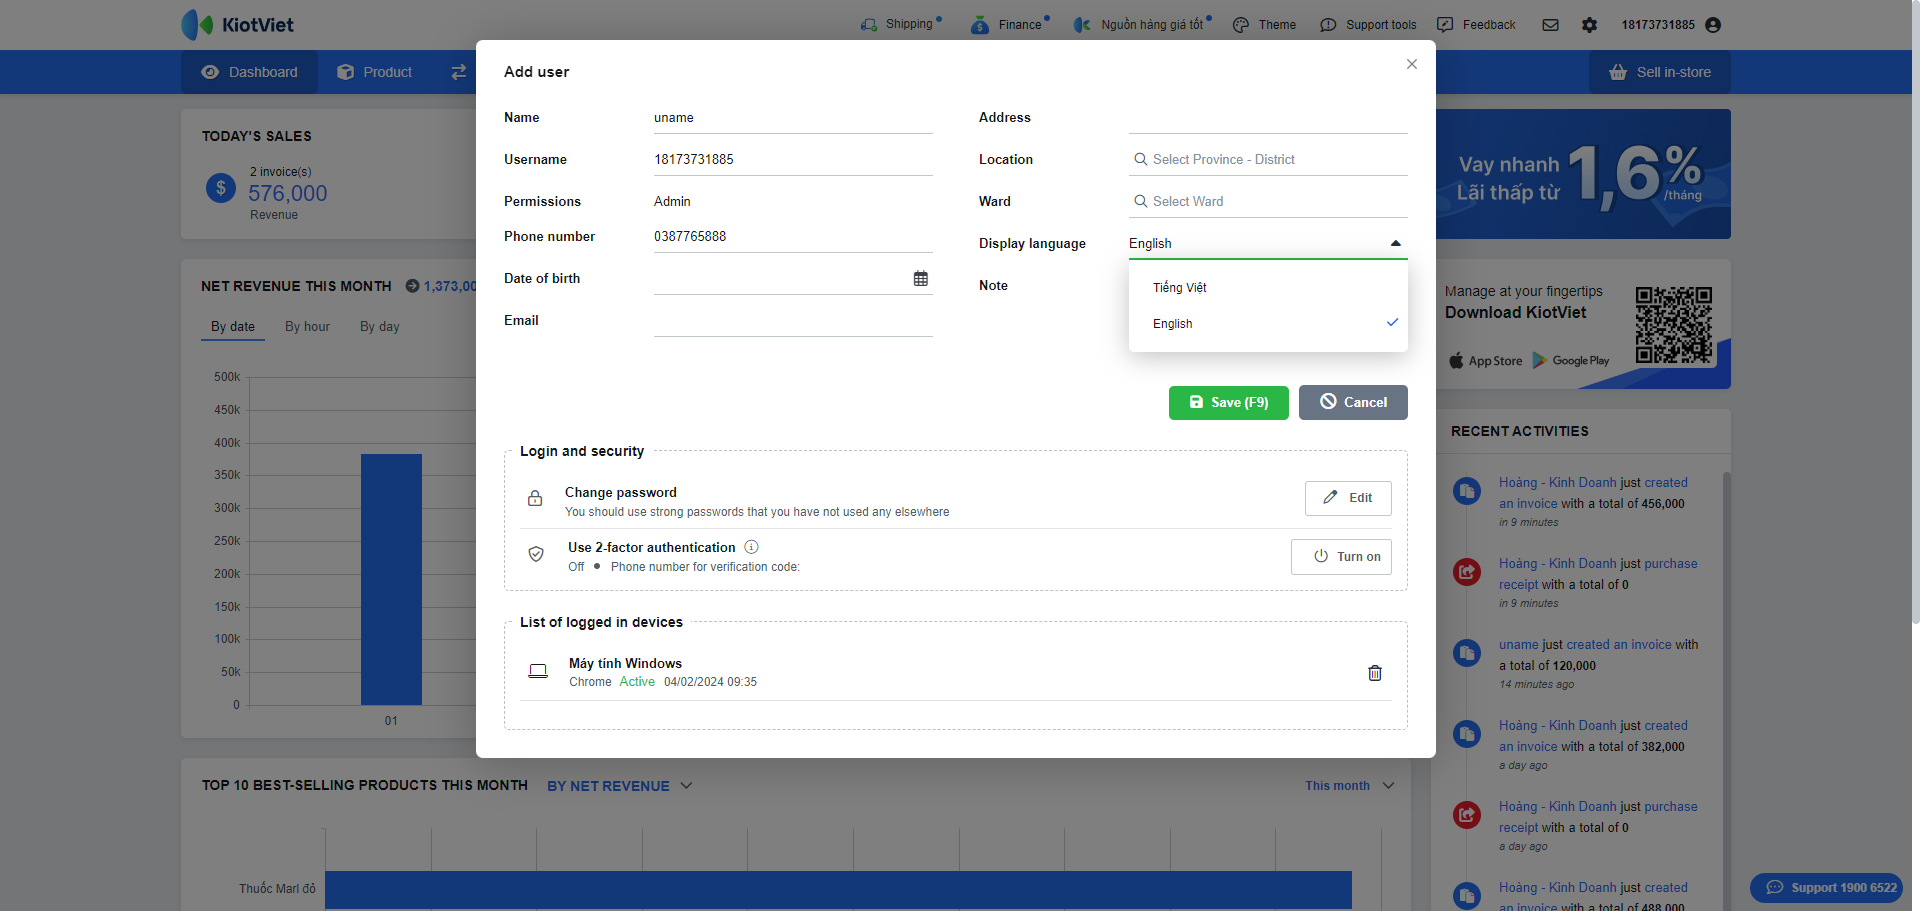 KiotViet
Shipping
Finance
Nguồn hàng giá tốt
Theme
Support tools
Feedback
18173731885
Dashboard
Product
Sell in-store
TODAY'S SALES
2 invoice(s)
576,000
Revenue
NET REVENUE THIS MONTH
1,373,00
By date
By hour
By day
500k
450k
400k
350k
300k
250k
200k
150k
100k
50k
0
01
TOP 10 BEST-SELLING PRODUCTS THIS MONTH
BY NET REVENUE
This month
Thuốc Marl đỏ
Add user
Name
uname
Username
18173731885
Permissions
Admin
Phone number
0387765888
Date of birth
Email
Address
Location
Select Province - District
Ward
Select Ward
Display language
English
Note
Tiếng Việt
English
Save (F9)
Cancel
Login and security
Change password
You should use strong passwords that you have not used any elsewhere
Edit
Use 2-factor authentication
Off
Phone number for verification code:
Turn on
List of logged in devices
Máy tính Windows
Chrome Active 04/02/2024 09:35
Vay nhanh
Lãi thấp từ
1,6%
/tháng
Manage at your fingertips
Download KiotViet
App Store
Google Play
RECENT ACTIVITIES
Hoàng - Kinh Doanh just created
an invoice with a total of 456,000
in 9 minutes
Hoàng - Kinh Doanh just purchase
receipt with a total of 0
in 9 minutes
uname just created an invoice with
a total of 120,000
14 minutes ago
Hoàng - Kinh Doanh just created
an invoice with a total of 382,000
a day ago
Hoàng - Kinh Doanh just purchase
receipt with a total of 0
a day ago
Hoàng - Kinh Doanh just created
an invoice with a total of 488,000
Support 1900 6522